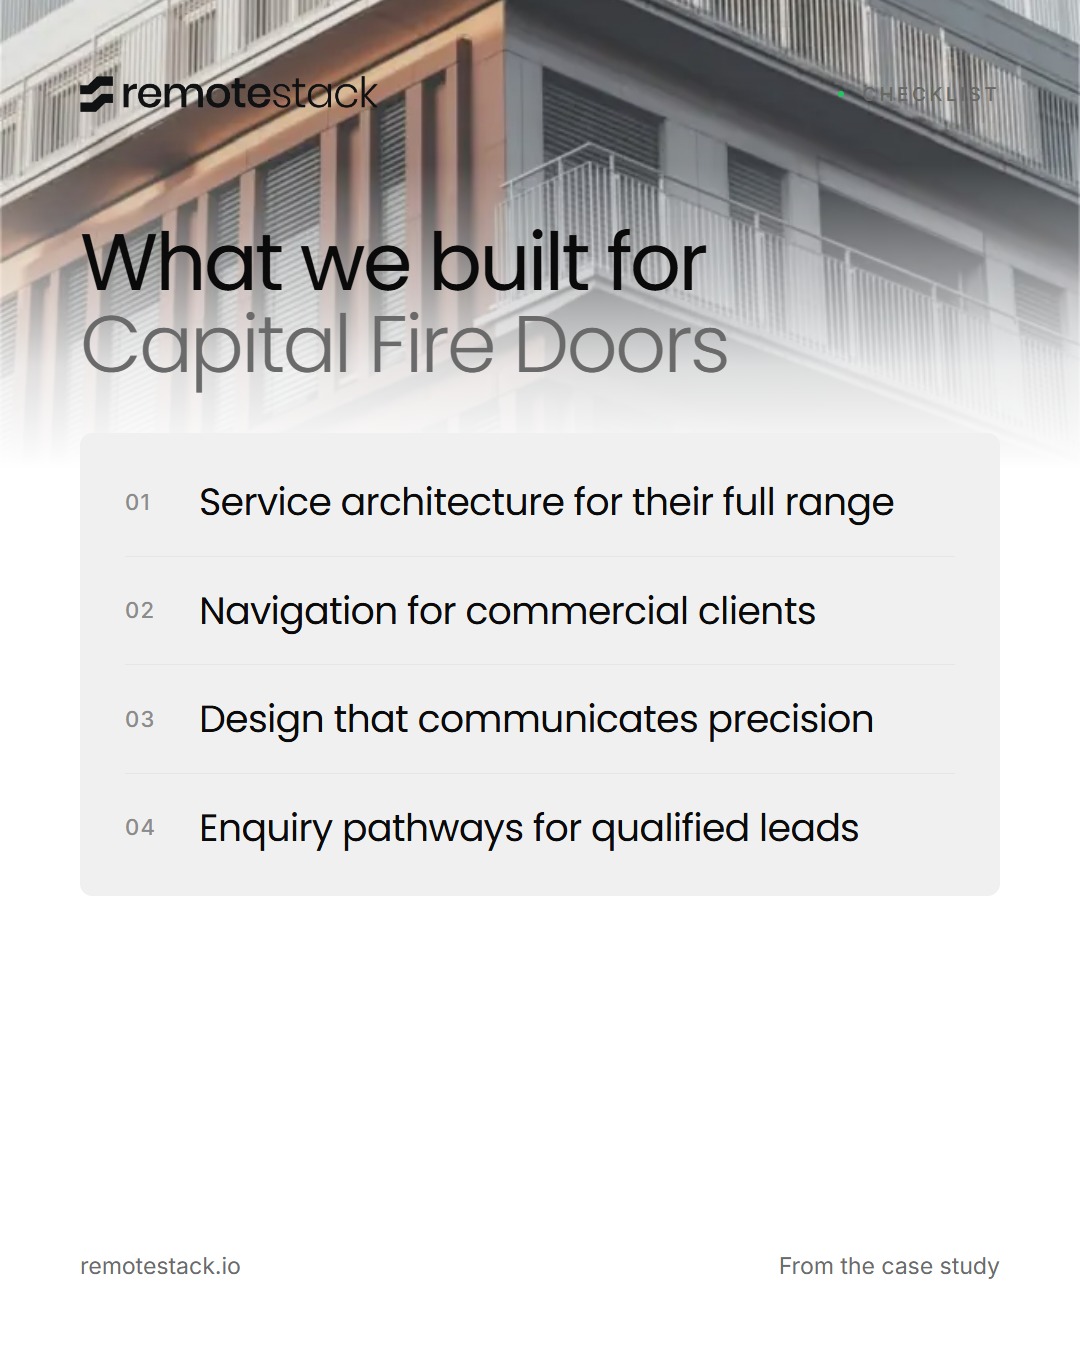 remotestack
CHECKLIST
What we built for
Capital Fire Doors
01 Service architecture for their full range
02 Navigation for commercial clients
03 Design that communicates precision
04 Enquiry pathways for qualified leads
remotestack.io
From the case study